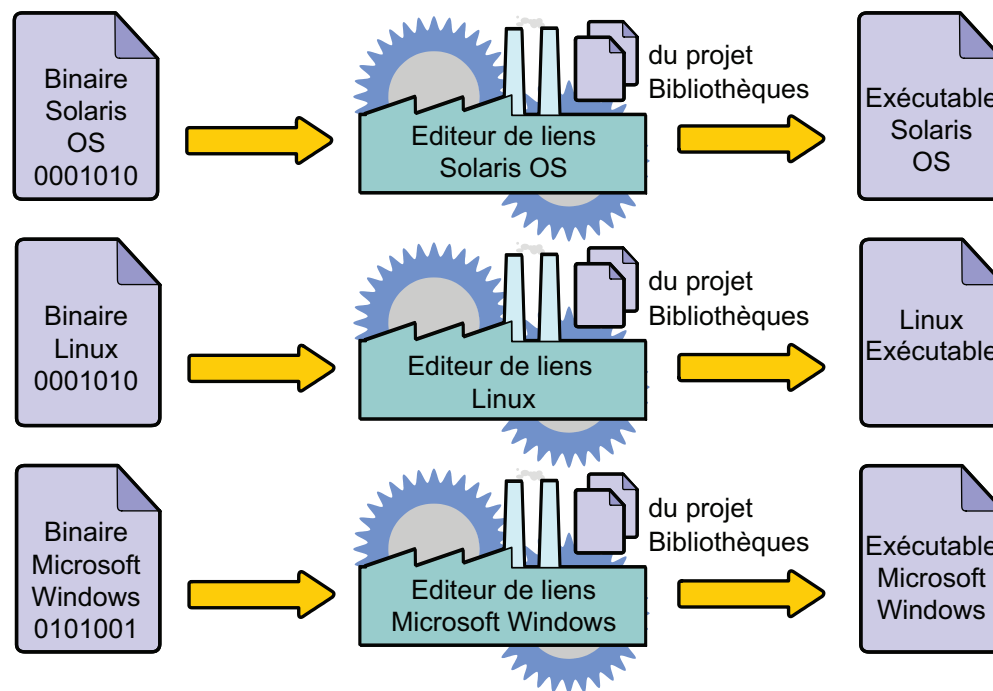 Binaire
Solaris
OS
0001010
du projet
Bibliothèques
Editeur de liens
Solaris OS
Exécutable
Solaris
OS
Binaire
Linux
0001010
du projet
Bibliothèques
Editeur de liens
Linux
Linux
Exécutable
Binaire
Microsoft
Windows
0101001
du projet
Bibliothèques
Editeur de liens
Microsoft Windows
Exécutable
Microsoft
Windows